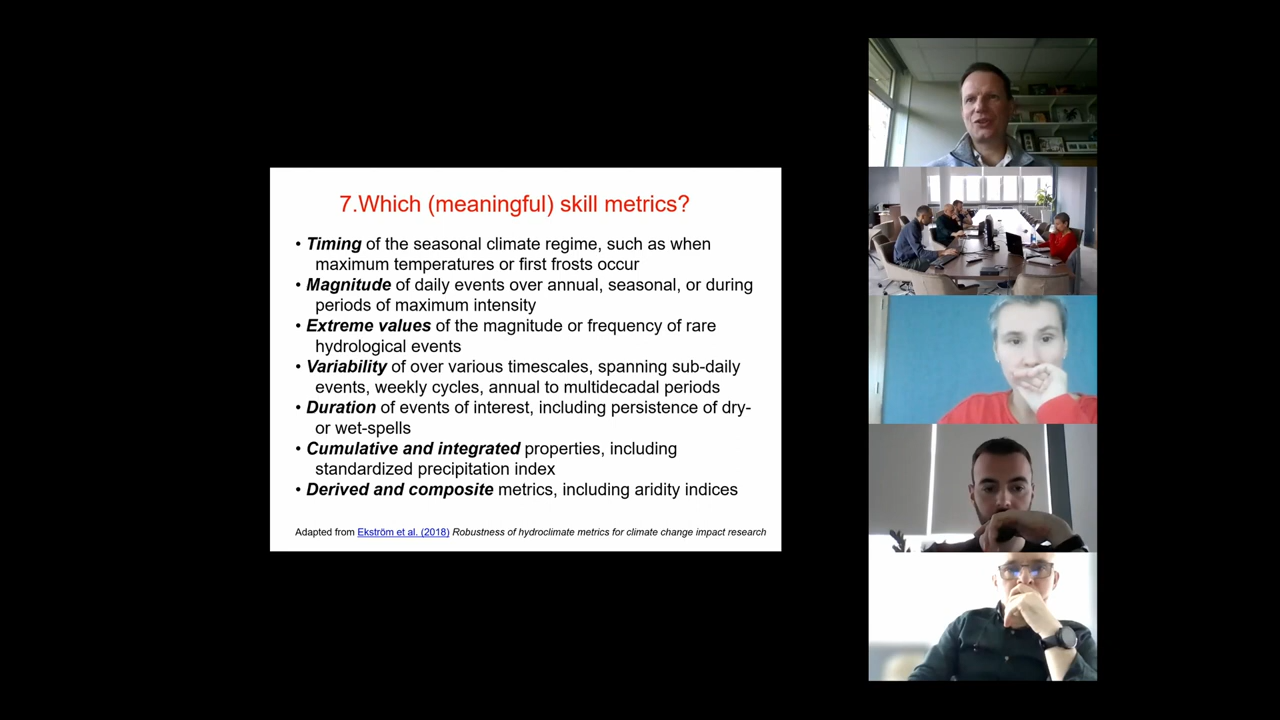 7.Which (meaningful) skill metrics?
• Timing of the seasonal climate regime, such as when
maximum temperatures or first frosts occur
• Magnitude of daily events over annual, seasonal, or during
periods of maximum intensity
• Extreme values of the magnitude or frequency of rare
hydrological events
• Variability of over various timescales, spanning sub-daily
events, weekly cycles, annual to multidecadal periods
• Duration of events of interest, including persistence of dry-
or wet-spells
• Cumulative and integrated properties, including
standardized precipitation index
• Derived and composite metrics, including aridity indices
Adapted from Ekström et al. (2018) Robustness of hydroclimate metrics for climate change impact research